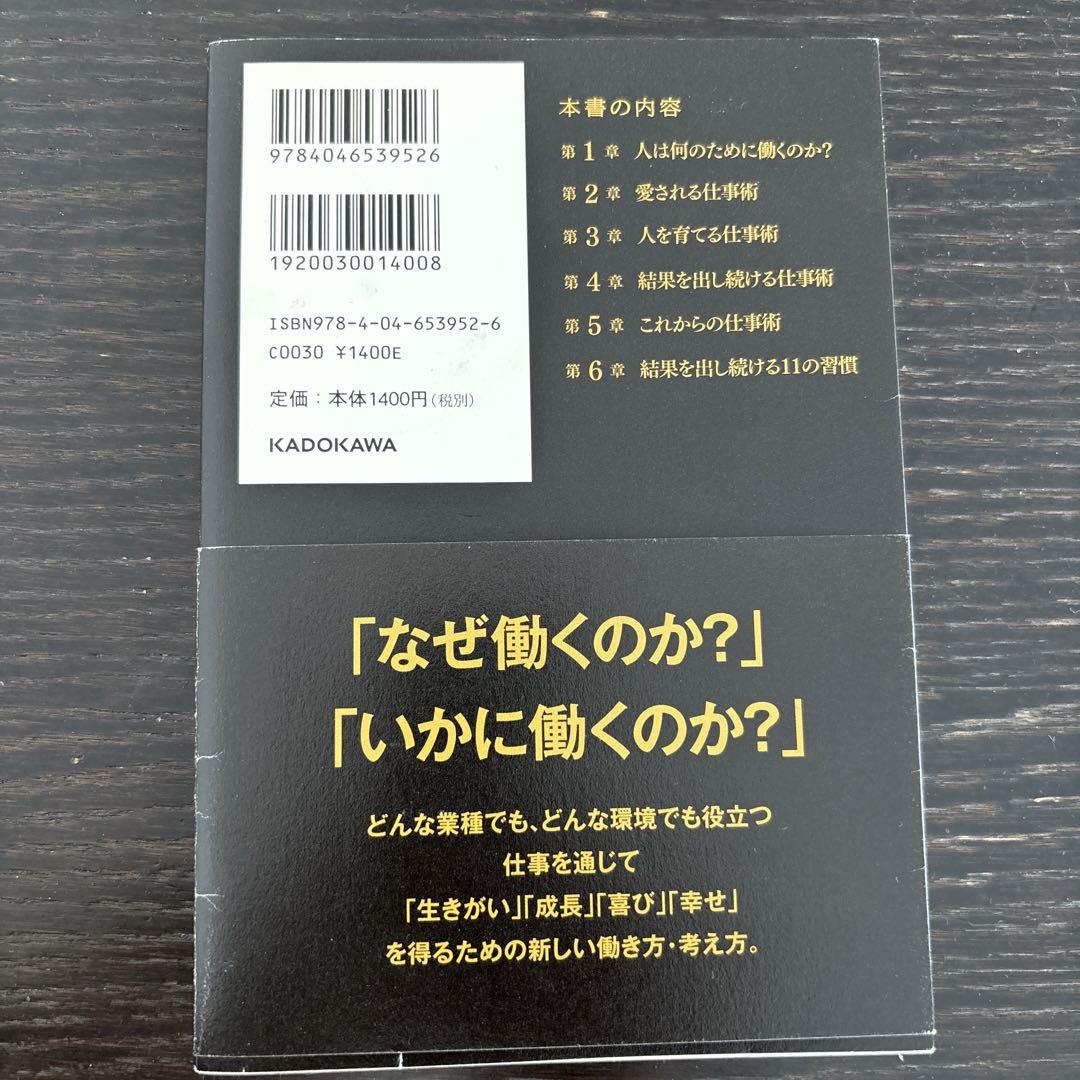 9784046539526
1920030014008
ISBN978-4-04-653952-6
C0030 ¥1400E
定価：本体1400円（税別）
KADOKAWA
本書の内容
第1章 人は何のために働くのか？
第2章 愛される仕事術
第3章 人を育てる仕事術
第4章 結果を出し続ける仕事術
第5章 これからの仕事術
第6章 結果を出し続ける11の習慣
「なぜ働くのか？」
「いかに働くのか？」
どんな業種でも、どんな環境でも役立つ
仕事を通じて
「生きがい」「成長」「喜び」「幸せ」
を得るための新しい働き方・考え方。